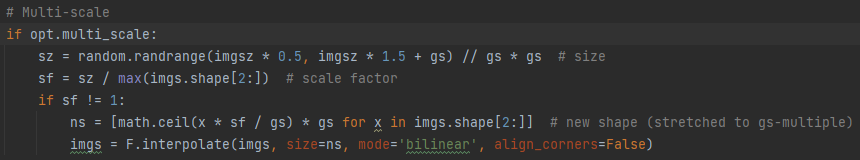 # Multi-scale
if opt.multi_scale:
    sz = random.randrange(imgsz * 0.5, imgsz * 1.5 + gs) // gs * gs  # size
    sf = sz / max(imgs.shape[2:])  # scale factor
    if sf != 1:
        ns = [math.ceil(x * sf / gs) * gs for x in imgs.shape[2:]]  # new shape (stretched to gs-multiple)
        imgs = F.interpolate(imgs, size=ns, mode='bilinear', align_corners=False)